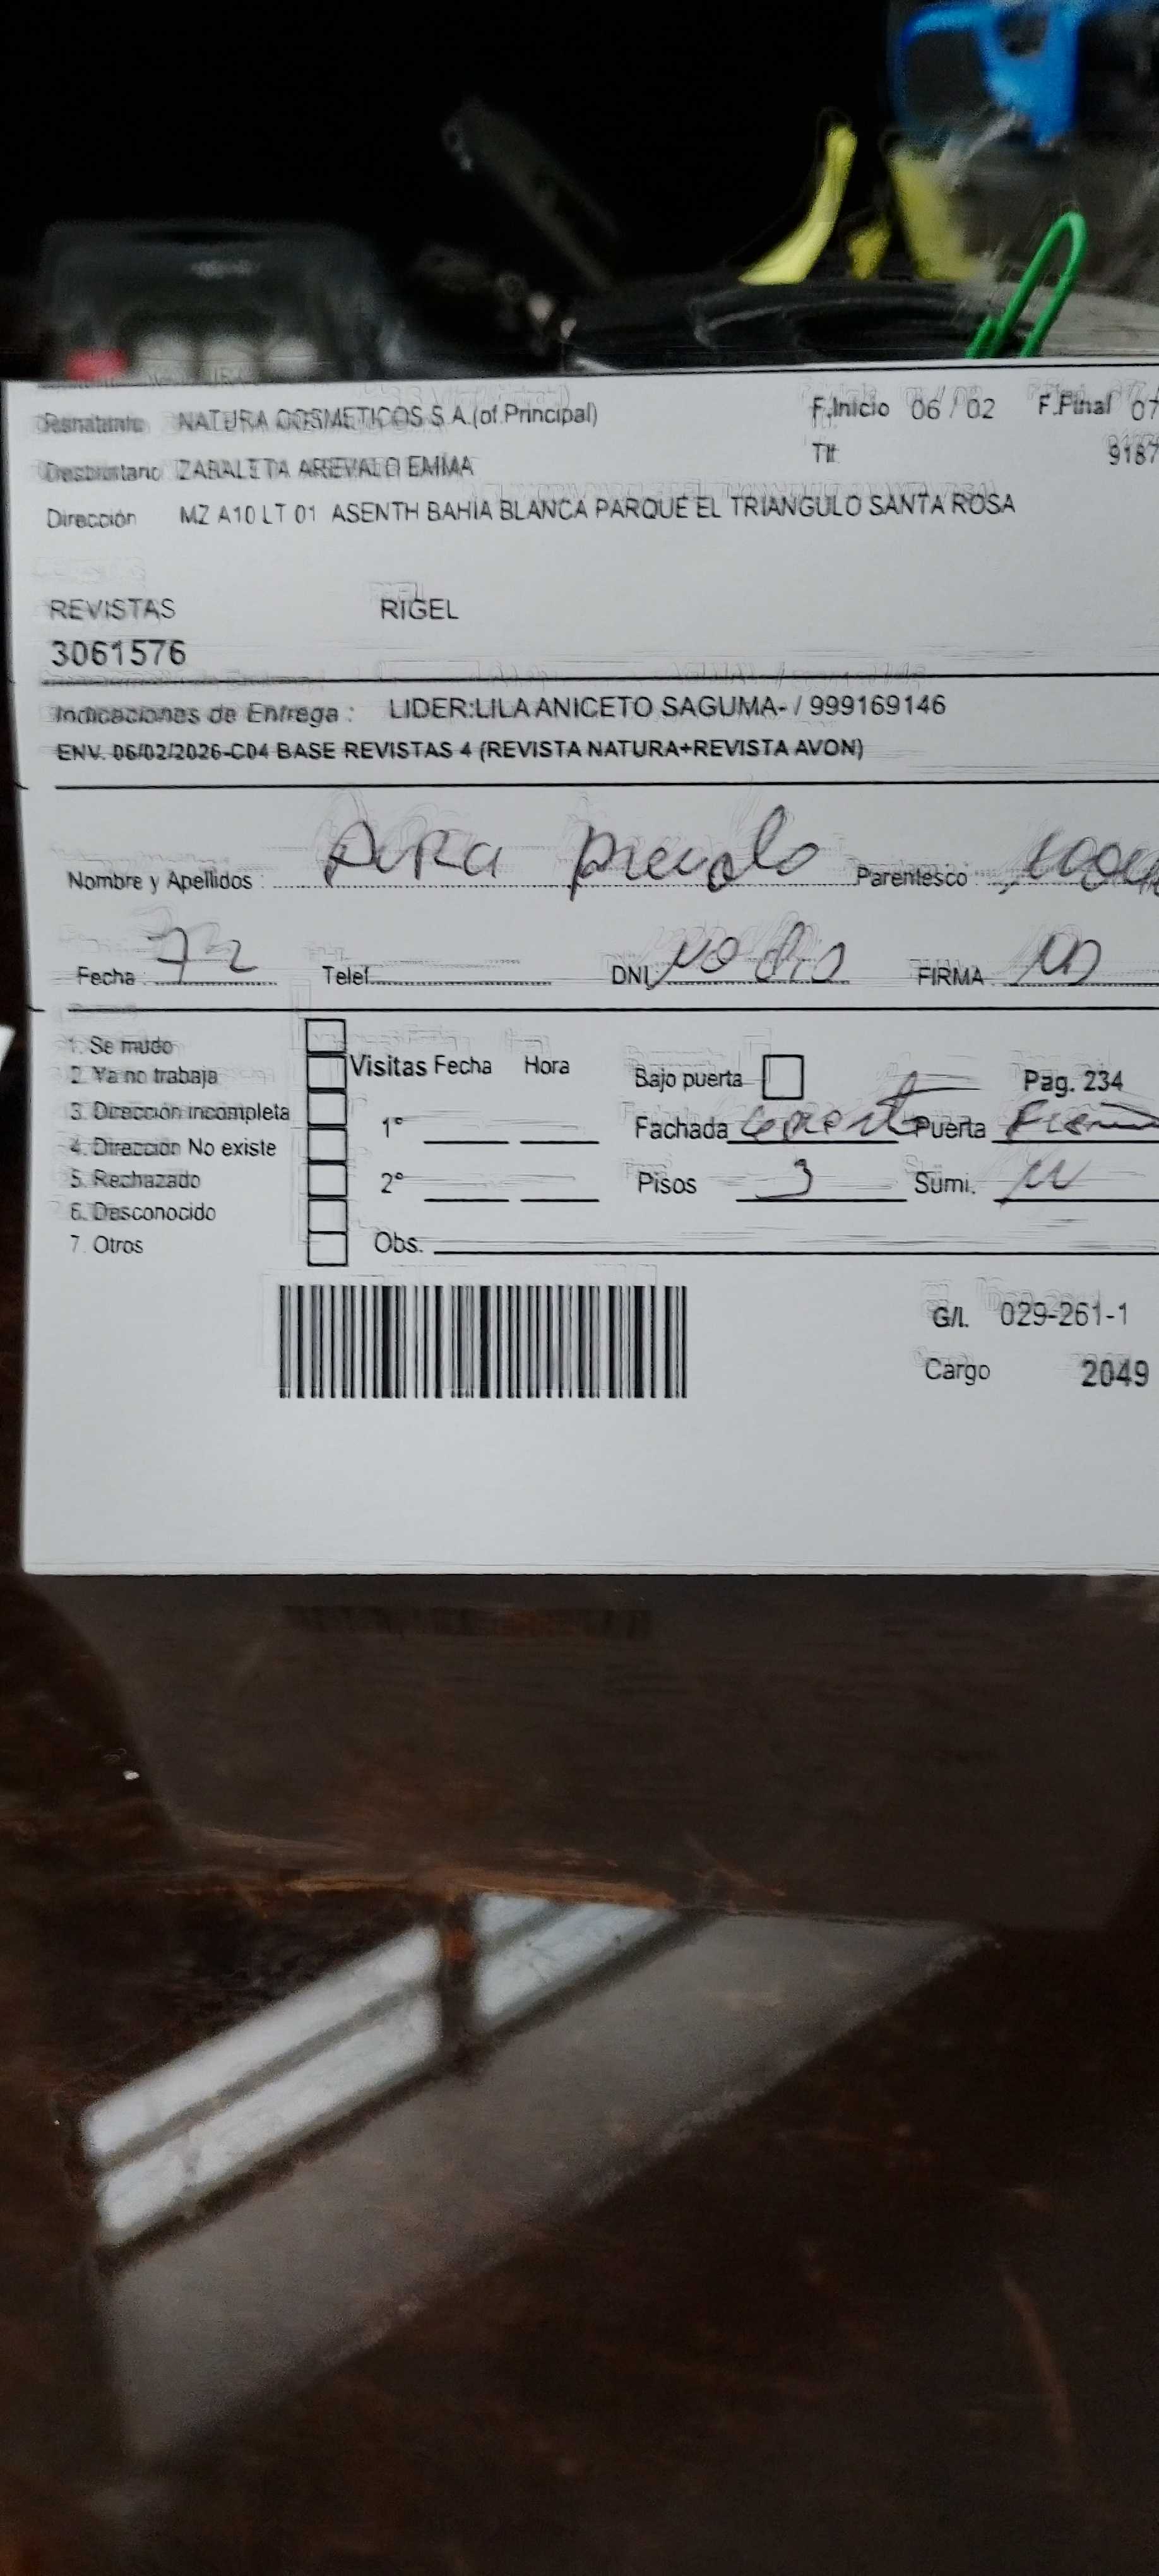 Remitente NATURA COSMETICOS S.A.(of.Principal) F.Inicio 06 / 02 F.Final 07
Destinatario ZABALETA AREVALO EMMA Tlf. 9187
Dirección MZ A10 LT 01 ASENTH BAHIA BLANCA PARQUE EL TRIANGULO SANTA ROSA
REVISTAS RIGEL
3061576
Indicaciones de Entrega : LIDER:LILA ANICETO SAGUMA- / 999169146
ENV. 06/02/2026-C04 BASE REVISTAS 4 (REVISTA NATURA+REVISTA AVON)
Nombre y Apellidos : Parentesco :
Fecha : 7 2 Telef. DNI No dio FIRMA
1. Se mudo
2. Ya no trabaja
3. Dirección incompleta
4. Dirección No existe
5. Rechazado
6. Desconocido
7. Otros
Visitas Fecha Hora
1°
2°
Obs.
Bajo puerta Pag. 234
Fachada Puerta
Pisos 3 Sumi.
G/I. 029-261-1
Cargo 2049